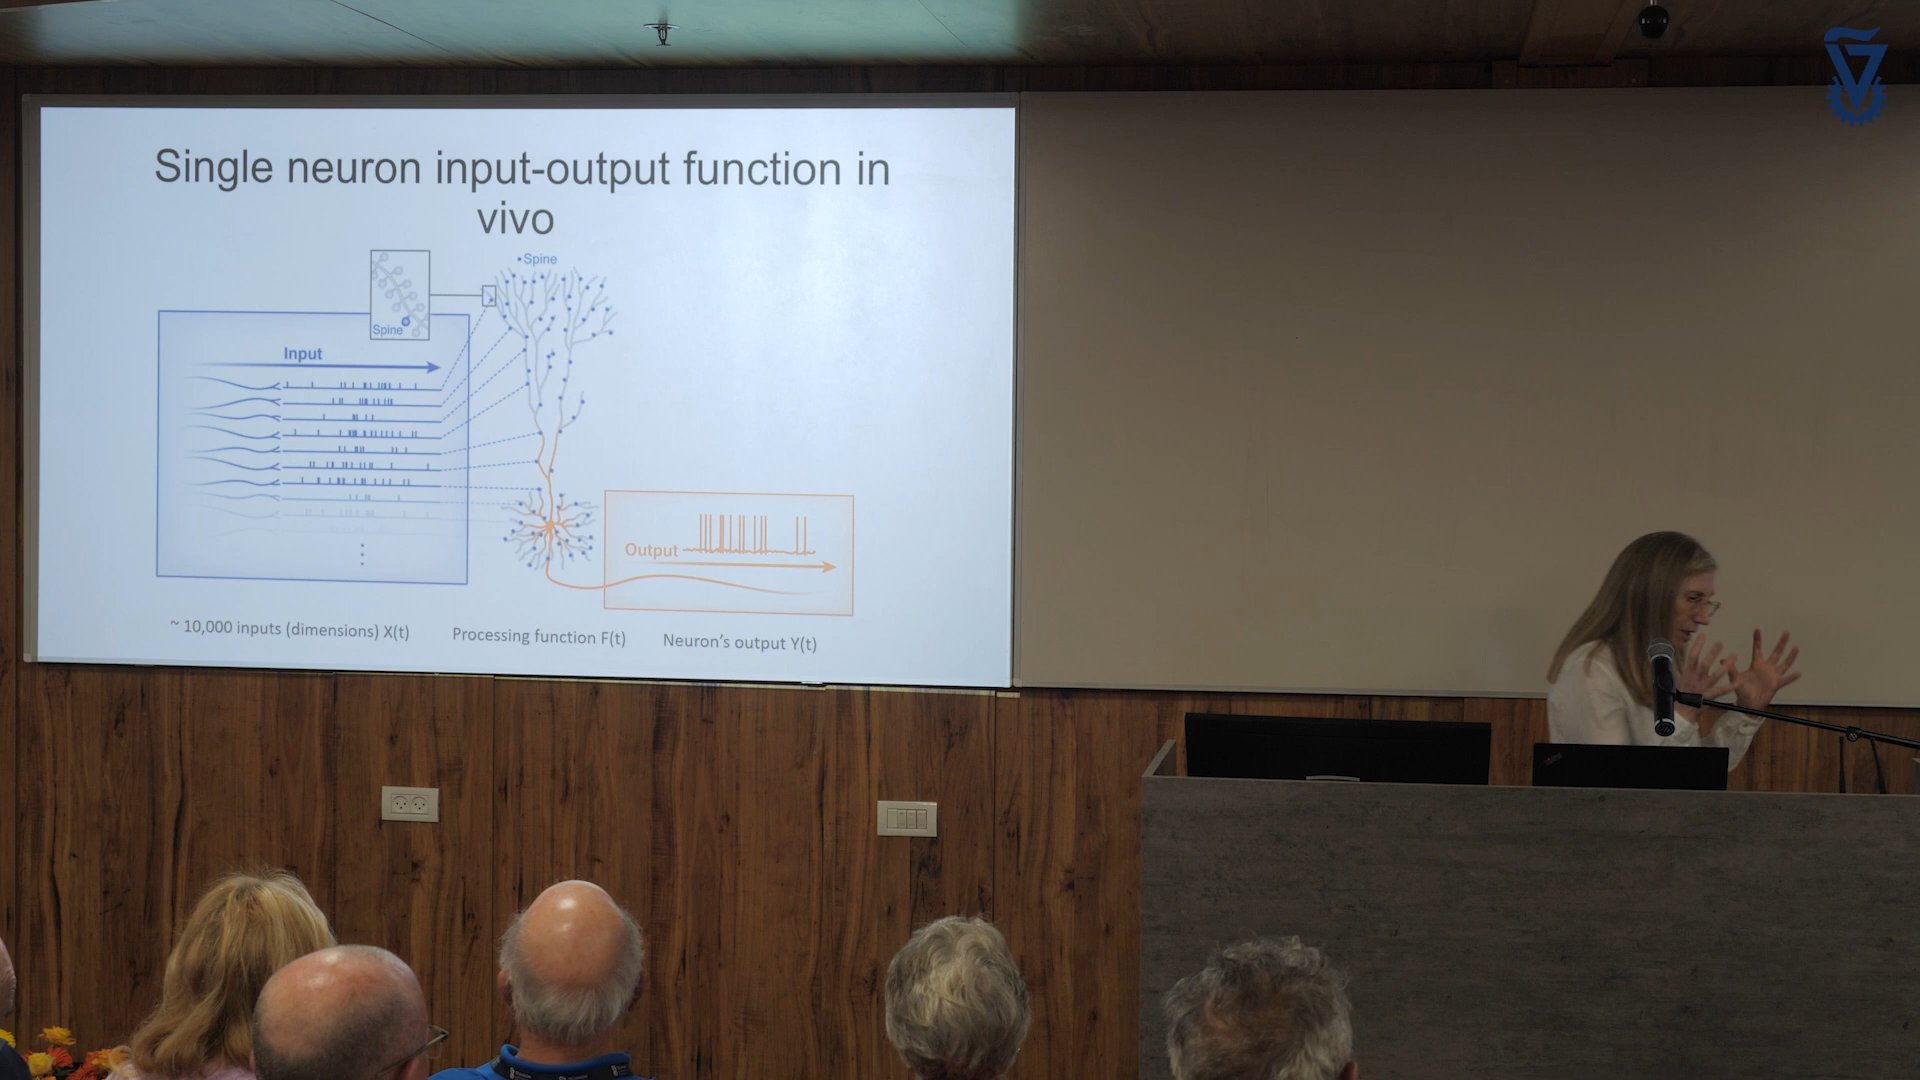 Single neuron input-output function in
vivo
Spine
Spine
Input
Output
~ 10,000 inputs (dimensions) X(t)
Processing function F(t)
Neuron's output Y(t)